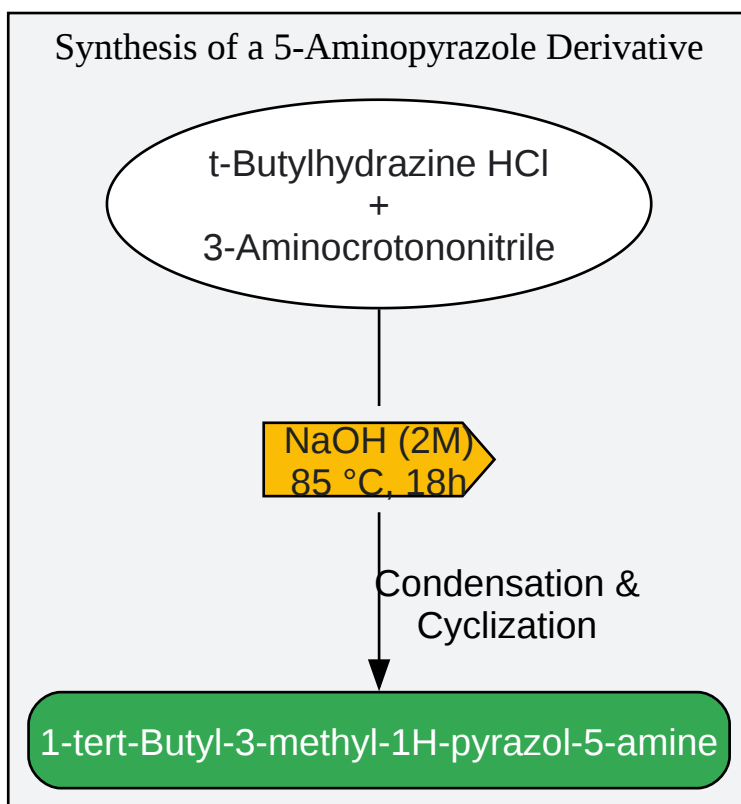 Synthesis of a 5-Aminopyrazole Derivative
t-Butylhydrazine HCl
+
3-Aminocrotononitrile
NaOH (2M)
85 °C, 18h
Condensation &
Cyclization
1-tert-Butyl-3-methyl-1H-pyrazol-5-amine